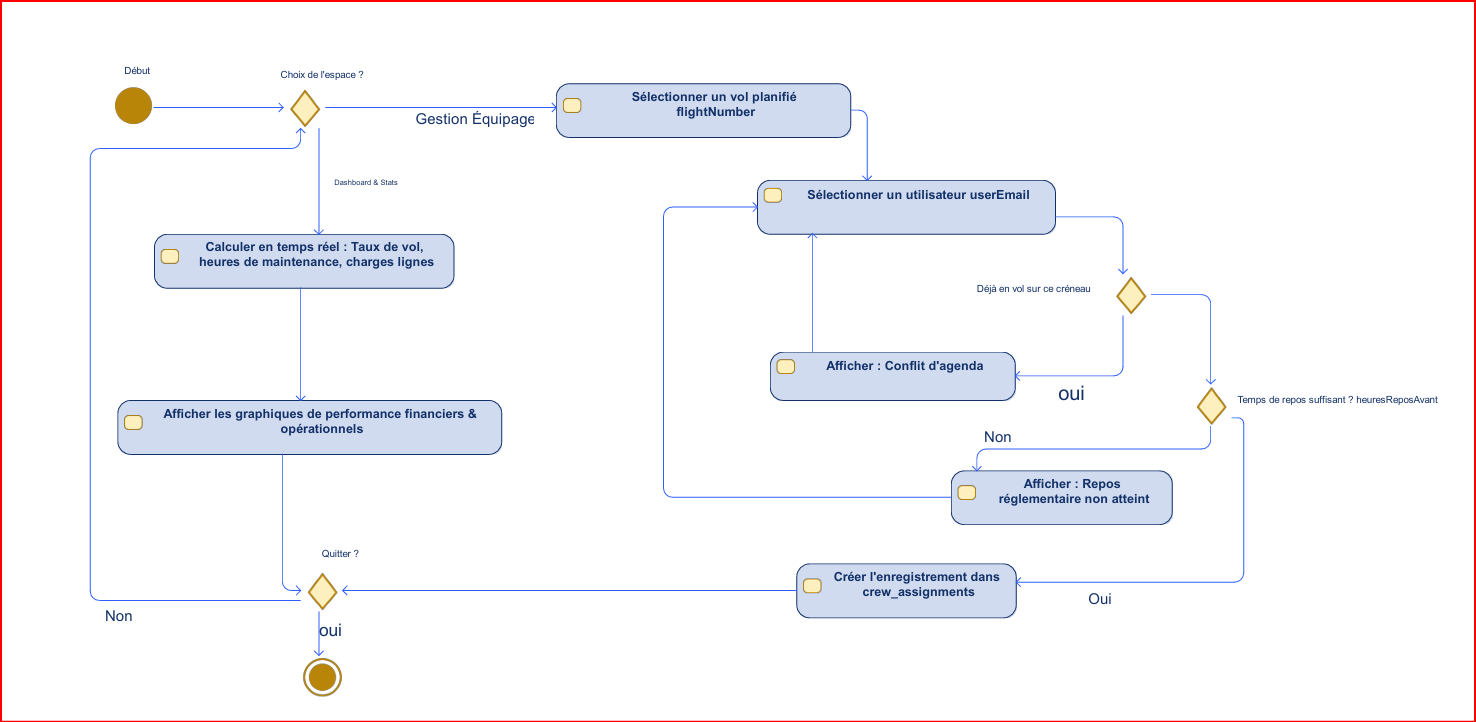 Début
Choix de l'espace ?
Gestion Équipage
Sélectionner un vol planifié
flightNumber
Dashboard & Stats
Sélectionner un utilisateur userEmail
Calculer en temps réel : Taux de vol,
heures de maintenance, charges lignes
Déjà en vol sur ce créneau
Afficher : Conflit d'agenda
oui
Temps de repos suffisant ? heuresReposAvant
Afficher les graphiques de performance financiers &
opérationnels
Non
Afficher : Repos
réglementaire non atteint
Quitter ?
Créer l'enregistrement dans
crew_assignments
Oui
Non
oui